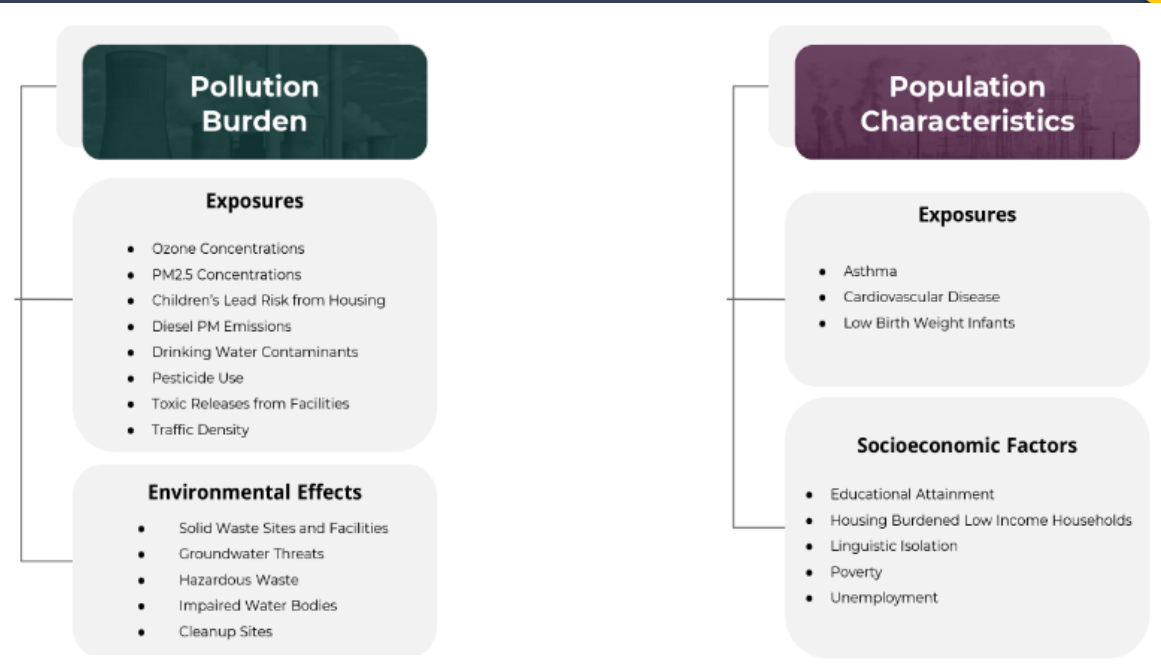 Pollution
Burden
Exposures
● Ozone Concentrations
● PM2.5 Concentrations
● Children's Lead Risk from Housing
● Diesel PM Emissions
● Drinking Water Contaminants
● Pesticide Use
● Toxic Releases from Facilities
● Traffic Density
Environmental Effects
● Solid Waste Sites and Facilities
● Groundwater Threats
● Hazardous Waste
● Impaired Water Bodies
● Cleanup Sites
Population
Characteristics
Exposures
● Asthma
● Cardiovascular Disease
● Low Birth Weight Infants
Socioeconomic Factors
● Educational Attainment
● Housing Burdened Low Income Households
● Linguistic Isolation
● Poverty
● Unemployment